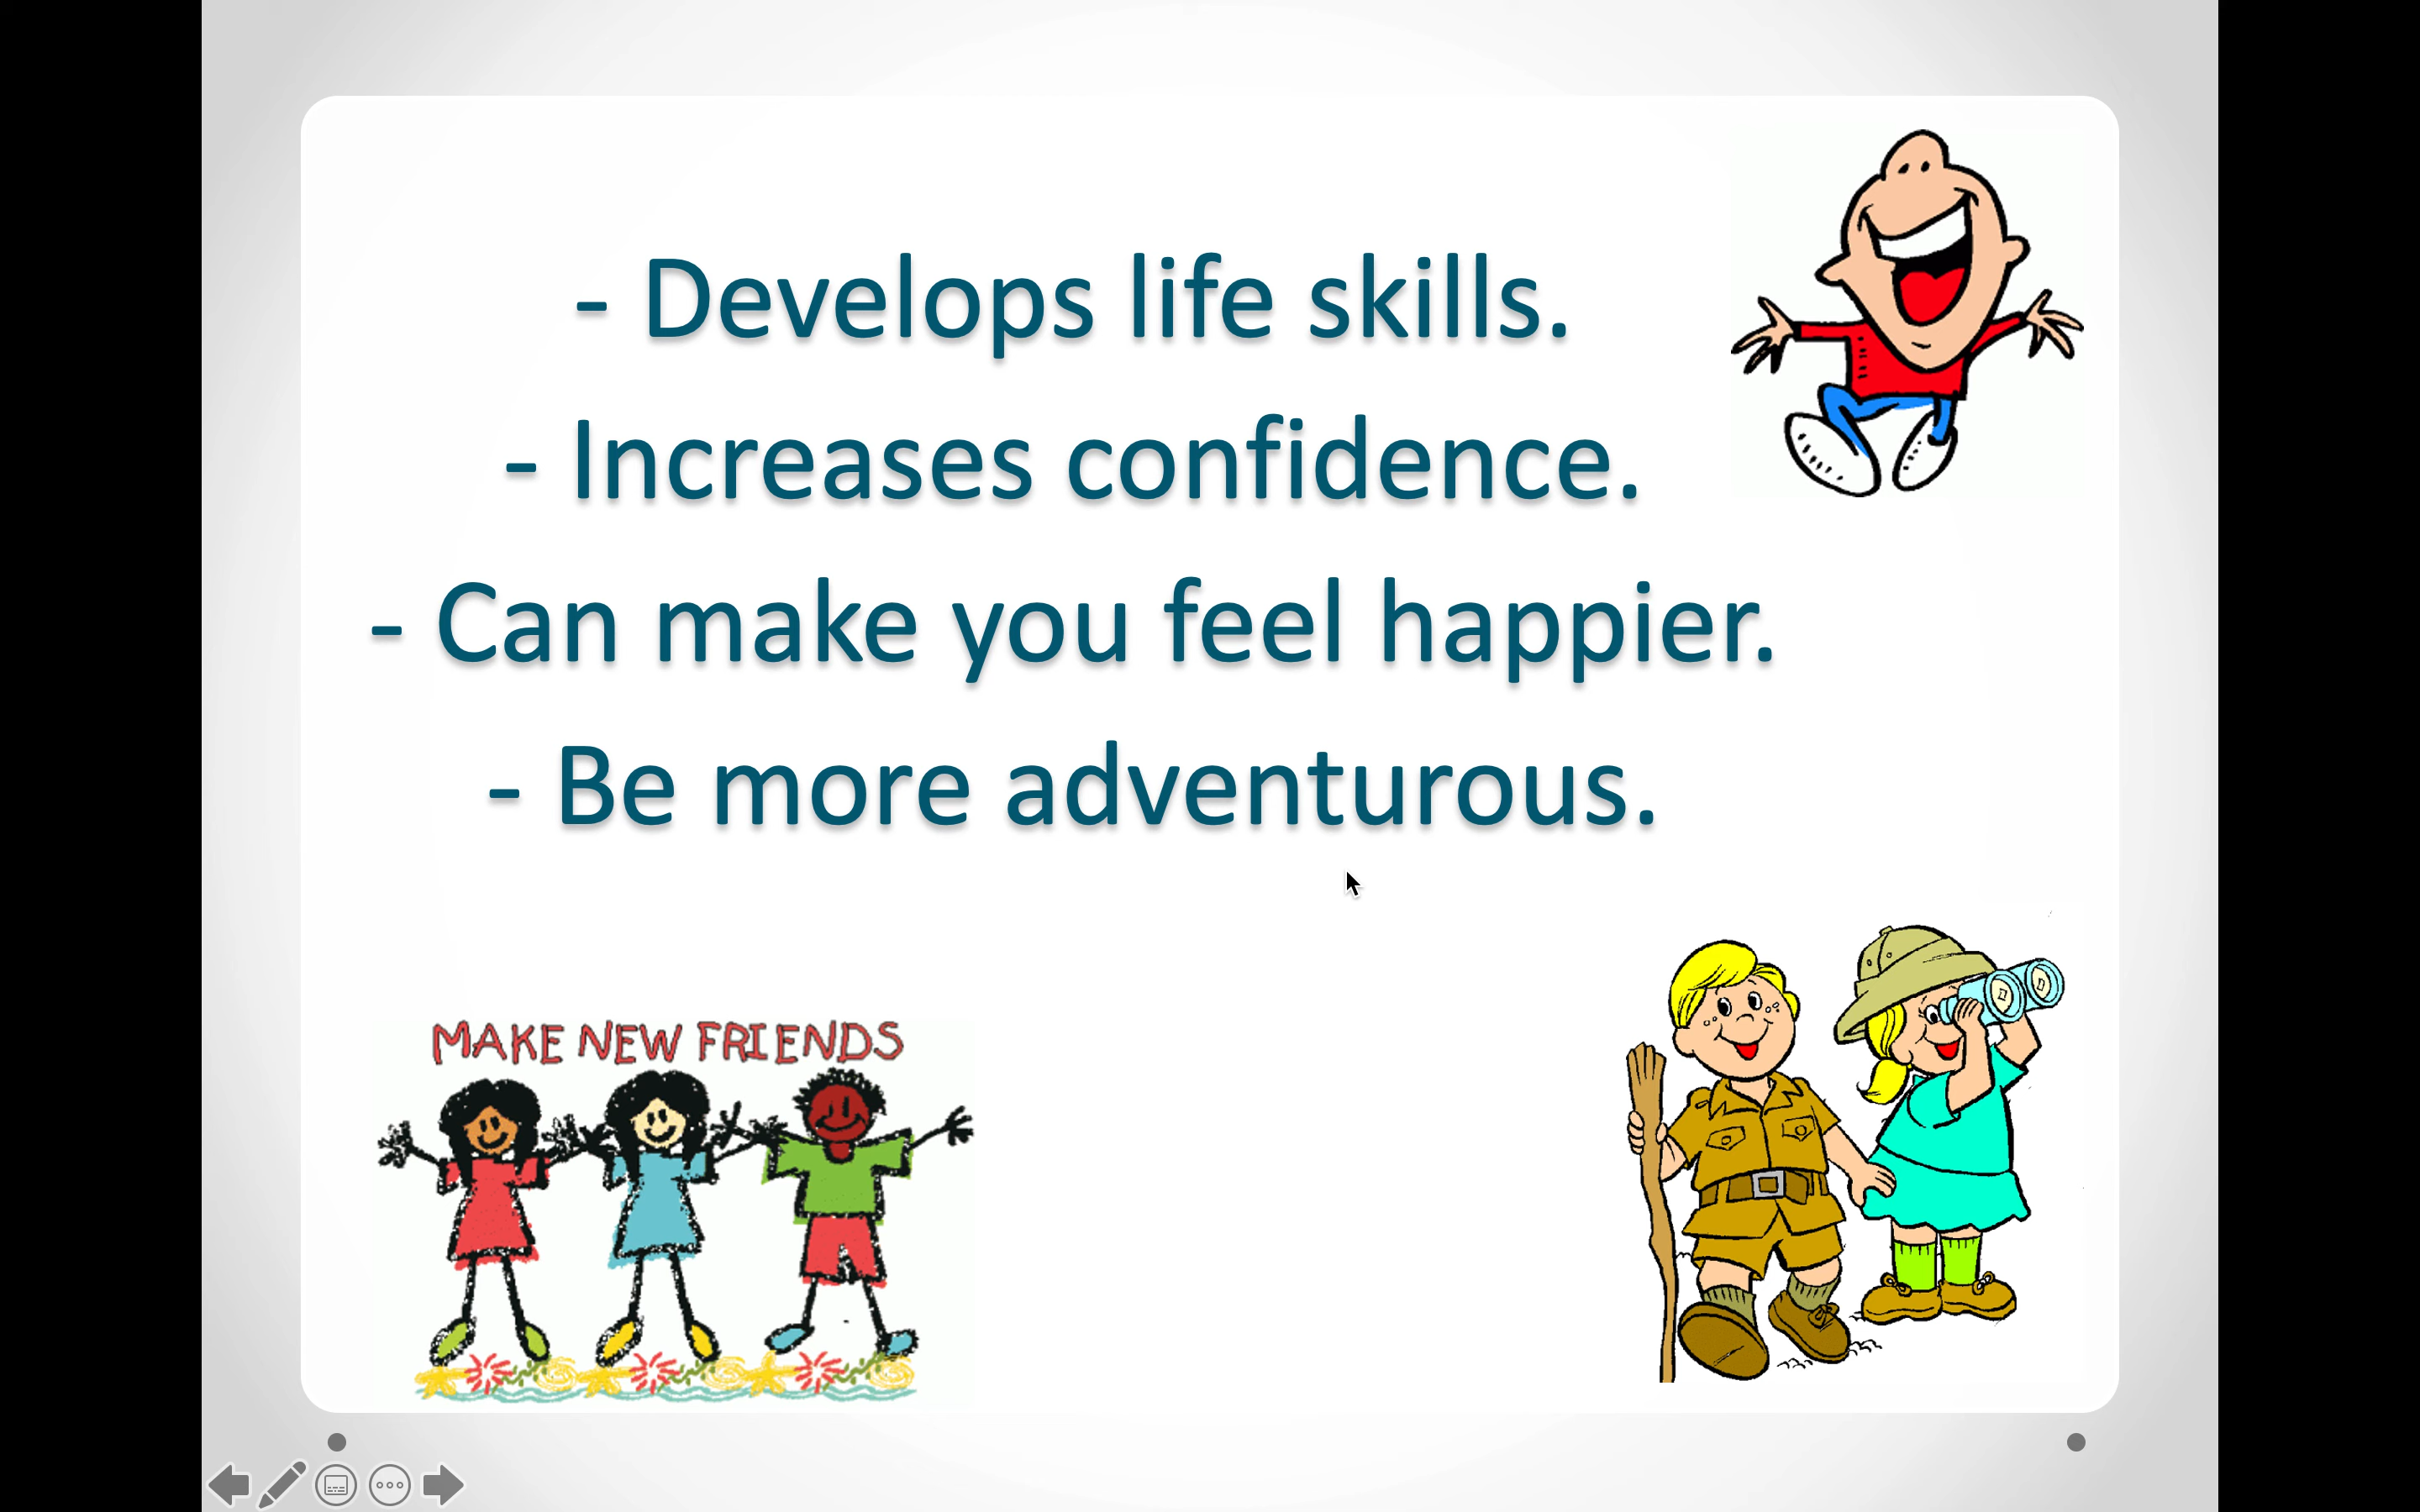 - Develops life skills.
- Increases confidence.
- Can make you feel happier.
- Be more adventurous.
MAKE NEW FRIENDS